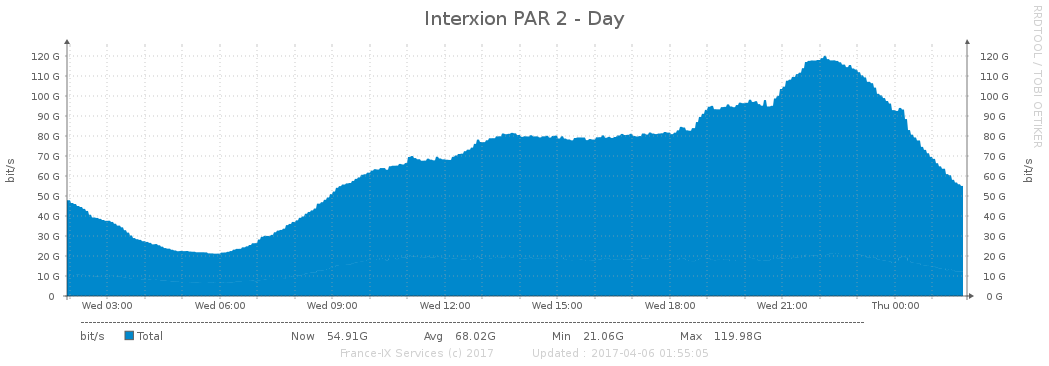 Interxion PAR 2 - Day
RRDTOOL / TOBI OETIKER
bit/s
120 G 120 G
110 G 110 G
100 G 100 G
90 G 90 G
80 G 80 G
70 G 70 G
60 G 60 G
50 G 50 G
40 G 40 G
30 G 30 G
20 G 20 G
10 G 10 G
0 0 G
bit/s
Wed 03:00 Wed 06:00 Wed 09:00 Wed 12:00 Wed 15:00 Wed 18:00 Wed 21:00 Thu 00:00
bit/s Total Now 54.91G Avg 68.02G Min 21.06G Max 119.98G
France-IX Services (c) 2017 Updated : 2017-04-06 01:55:05